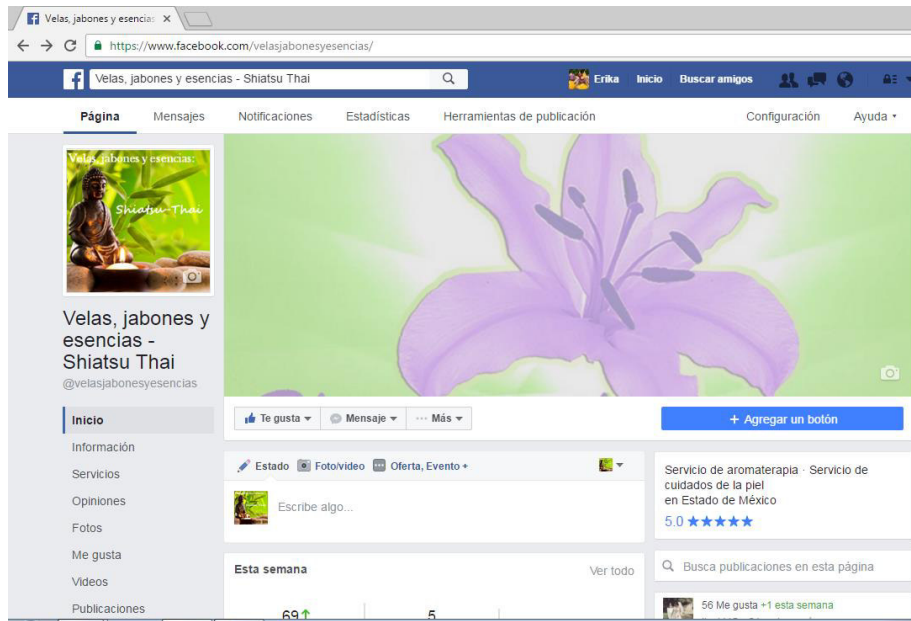 Velas, jabones y esencia
https://www.facebook.com/velasjabonesyesencias/
Velas, jabones y esencias - Shiatsu Thai
Erika Inicio Buscar amigos
Página Mensajes Notificaciones Estadísticas Herramientas de publicación Configuración Ayuda
Velas, jabones y esencias:
Shiatsu-Thai
Velas, jabones y
esencias -
Shiatsu Thai
@velasjabonesyesencias
Inicio
Información
Servicios
Opiniones
Fotos
Me gusta
Videos
Publicaciones
Te gusta Mensaje ··· Más
+ Agregar un botón
Estado Foto/video Oferta, Evento +
Escribe algo...
Esta semana Ver todo
69 5
Servicio de aromaterapia · Servicio de
cuidados de la piel
en Estado de México
5.0 ★★★★★
Busca publicaciones en esta página
56 Me gusta +1 esta semana